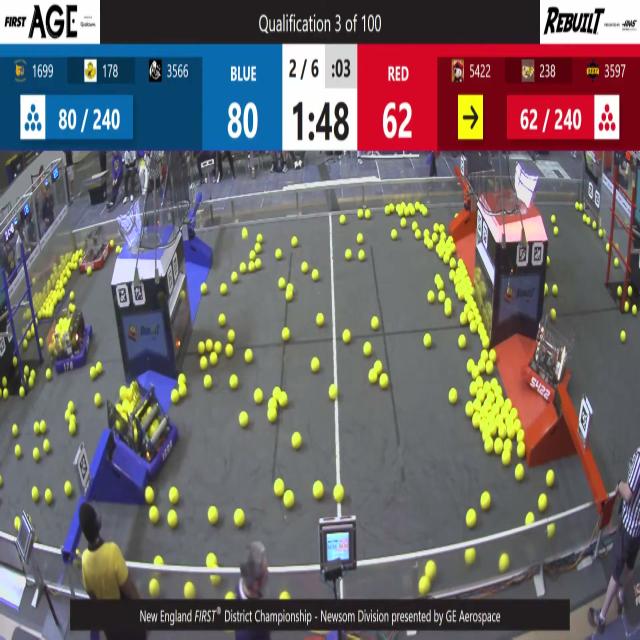 FIRST AGE
Qualification 3 of 100
REBUILT
1699 178 3566
BLUE
2 / 6 :03
RED
5422 238 3597
80 / 240
80
1:48
62
→
62 / 240
5422
New England FIRST® District Championship - Newsom Division presented by GE Aerospace